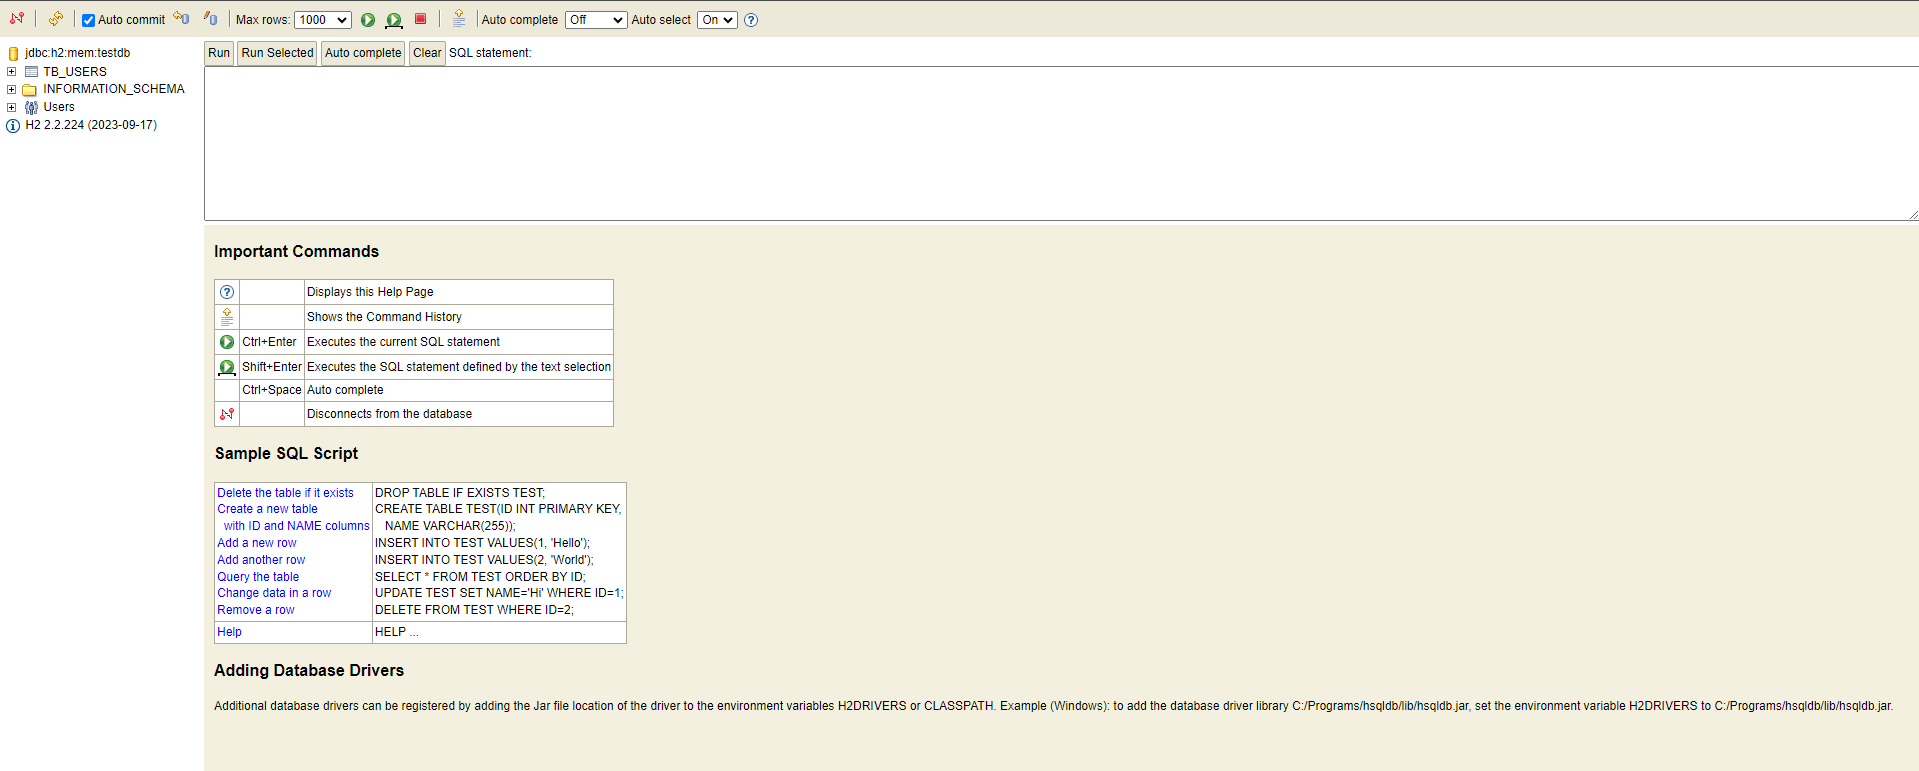 Auto commit Max rows: 1000 Auto complete Off Auto select On ?
jdbc:h2:mem:testdb
TB_USERS
INFORMATION_SCHEMA
Users
H2 2.2.224 (2023-09-17)
Run Run Selected Auto complete Clear SQL statement:
Important Commands
? Displays this Help Page
Shows the Command History
Ctrl+Enter Executes the current SQL statement
Shift+Enter Executes the SQL statement defined by the text selection
Ctrl+Space Auto complete
Disconnects from the database
Sample SQL Script
Delete the table if it exists DROP TABLE IF EXISTS TEST;
Create a new table CREATE TABLE TEST(ID INT PRIMARY KEY,
with ID and NAME columns NAME VARCHAR(255));
Add a new row INSERT INTO TEST VALUES(1, 'Hello');
Add another row INSERT INTO TEST VALUES(2, 'World');
Query the table SELECT * FROM TEST ORDER BY ID;
Change data in a row UPDATE TEST SET NAME='Hi' WHERE ID=1;
Remove a row DELETE FROM TEST WHERE ID=2;
Help HELP ...
Adding Database Drivers
Additional database drivers can be registered by adding the Jar file location of the driver to the environment variables H2DRIVERS or CLASSPATH. Example (Windows): to add the database driver library C:/Programs/hsqldb/lib/hsqldb.jar, set the environment variable H2DRIVERS to C:/Programs/hsqldb/lib/hsqldb.jar.